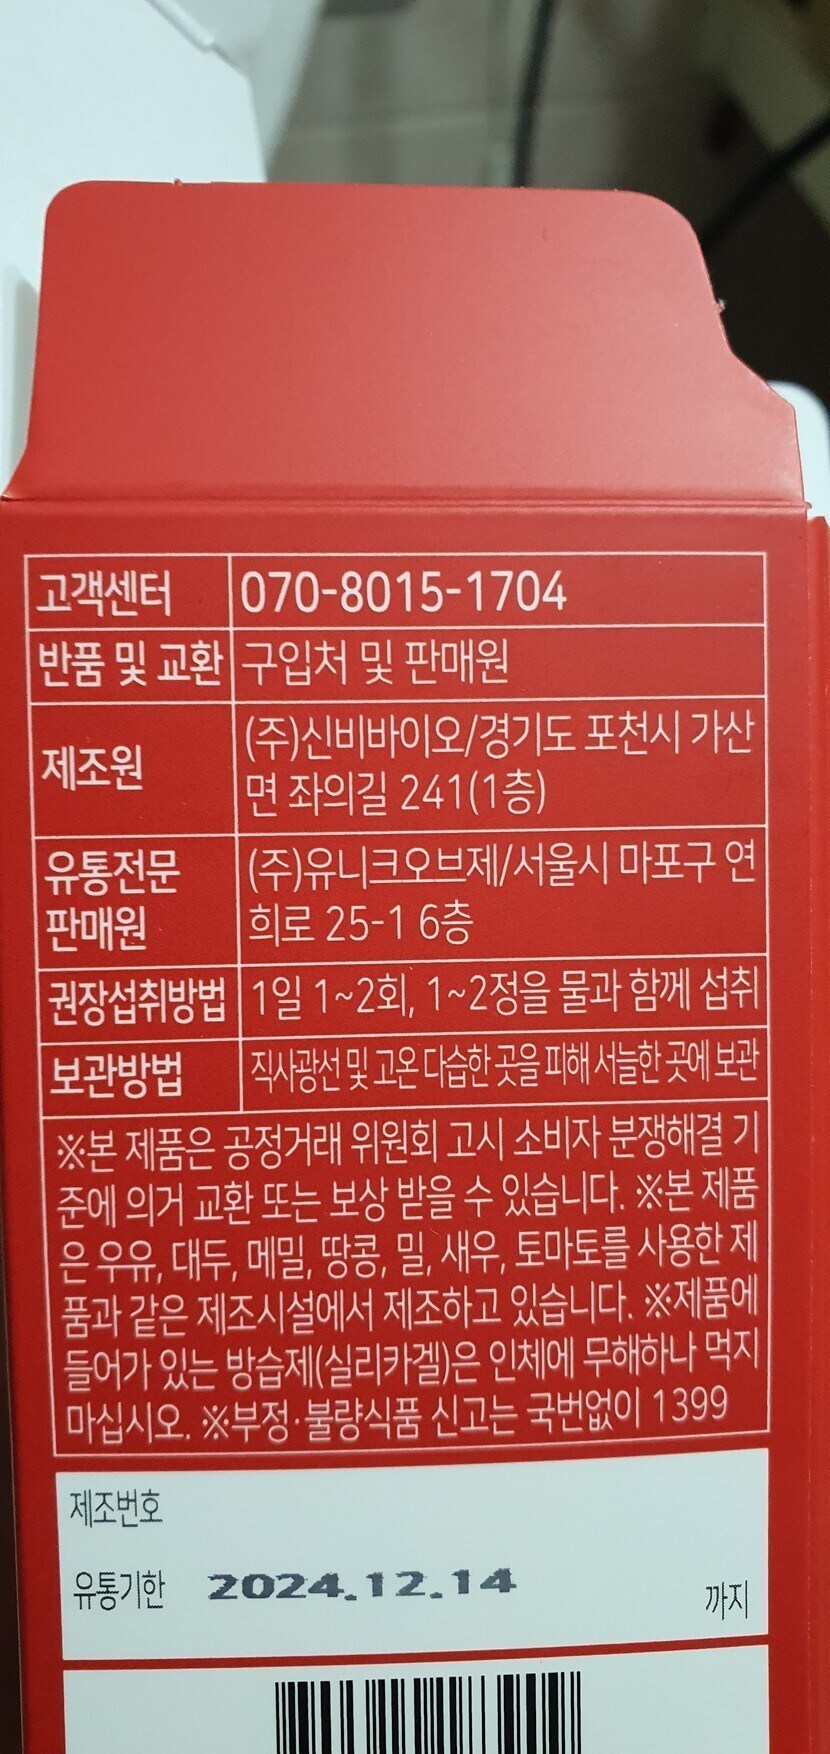 고객센터 070-8015-1704
반품 및 교환 구입처 및 판매원
제조원
(주)신비바이오/경기도 포천시 가산
면 좌의길 241(1층)
유통전문
판매원
(주)유니크오브제/서울시 마포구 연
희로 25-1 6층
권장섭취방법 1일 1~2회, 1~2정을 물과 함께 섭취
보관방법 직사광선 및 고온 다습한 곳을 피해 서늘한 곳에 보관
※본 제품은 공정거래 위원회 고시 소비자 분쟁해결 기
준에 의거 교환 또는 보상 받을 수 있습니다. ※본 제품
은 우유, 대두, 메밀, 땅콩, 밀, 새우, 토마토를 사용한 제
품과 같은 제조시설에서 제조하고 있습니다. ※제품에
들어가 있는 방습제(실리카겔)은 인체에 무해하나 먹지
마십시오. ※부정·불량식품 신고는 국번없이 1399
제조번호
유통기한 2024.12.14 까지